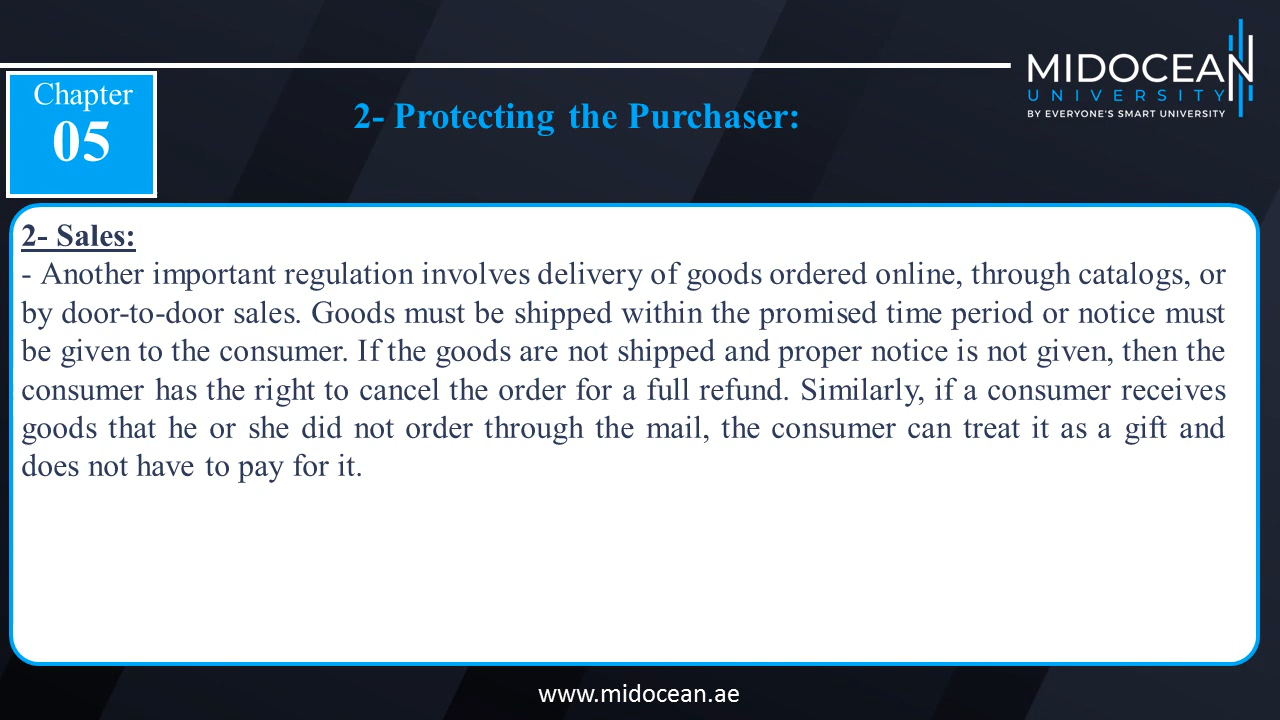 MIDOCEAN
UNIVERSITY
BY EVERYONE'S SMART UNIVERSITY
Chapter
05
2- Protecting the Purchaser:
2- Sales:
- Another important regulation involves delivery of goods ordered online, through catalogs, or
by door-to-door sales. Goods must be shipped within the promised time period or notice must
be given to the consumer. If the goods are not shipped and proper notice is not given, then the
consumer has the right to cancel the order for a full refund. Similarly, if a consumer receives
goods that he or she did not order through the mail, the consumer can treat it as a gift and
does not have to pay for it.
www.midocean.ae